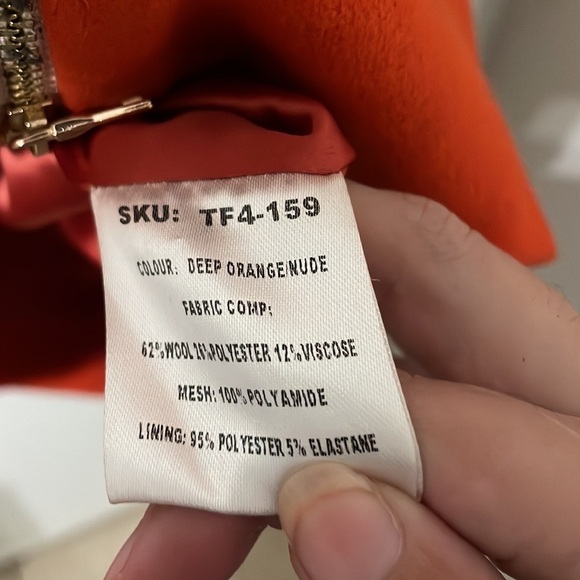 SKU: TF4-159
COLOUR: DEEP ORANGE/NUDE
FABRIC COMP:
62%WOOL 26%POLYESTER 12%VISCOSE
MESH: 100%POLYAMIDE
LINING: 95% POLYESTER 5% ELASTANE